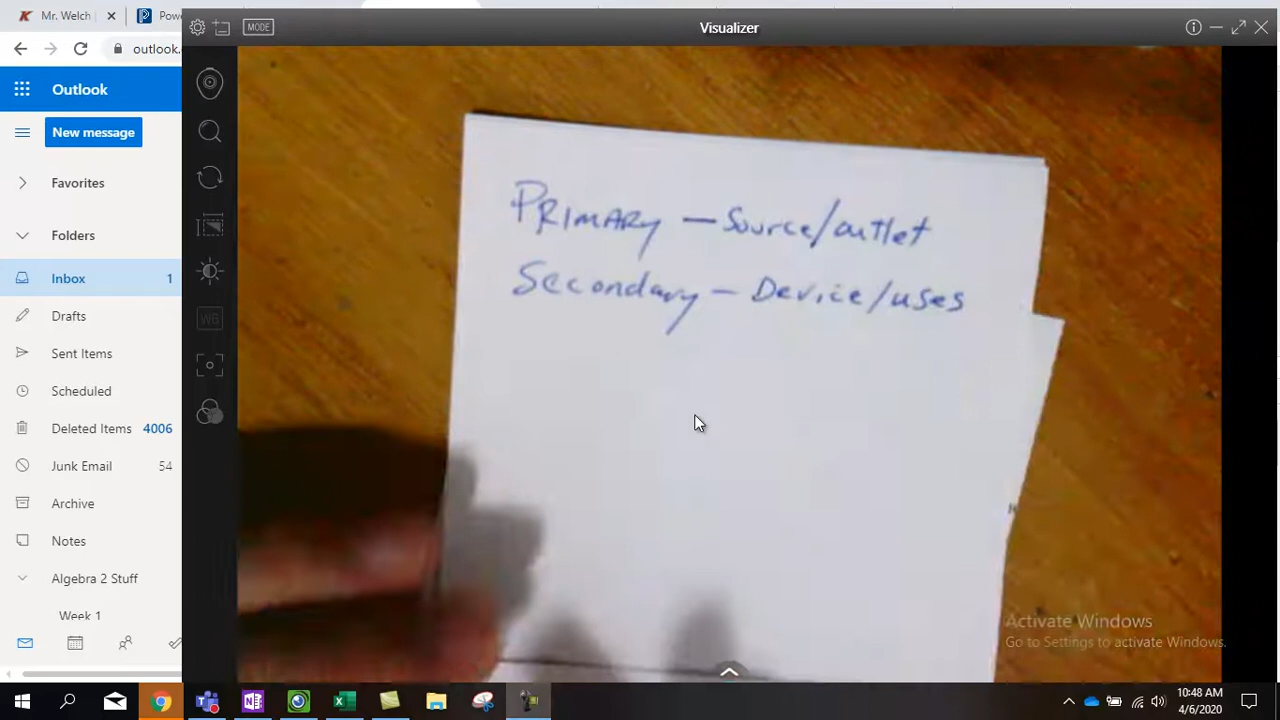 Mr. Welch
Powe
outlook.
Outlook
New message
Favorites
Folders
Inbox 1
Drafts
Sent Items
Scheduled
Deleted Items 4006
Junk Email 54
Archive
Notes
Algebra 2 Stuff
Week 1
MODE
Visualizer
PRIMARY — Source/outlet
Secondary — Device/uses
Activate Windows
Go to Settings to activate Windows.
10:48 AM
4/6/2020